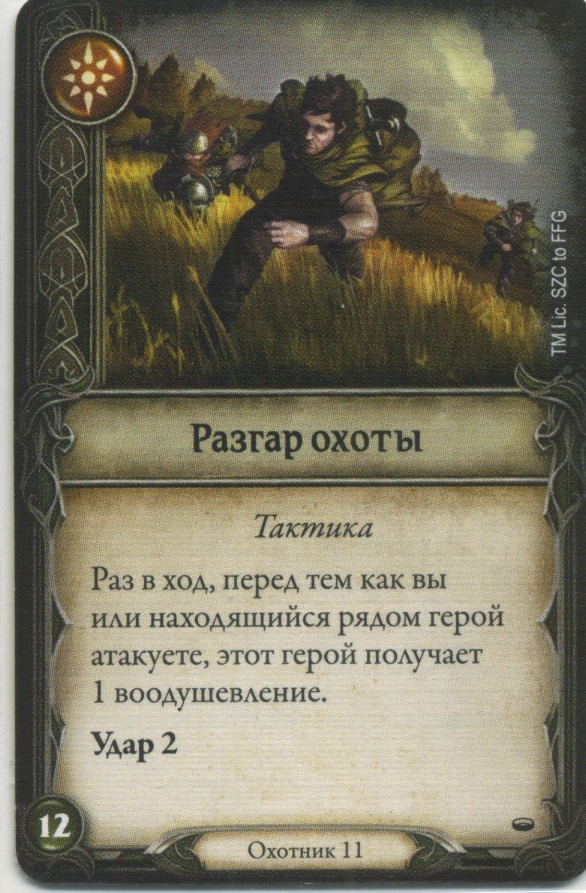 TM Lic. SZC to FFG
Разгар охоты
Тактика
Раз в ход, перед тем как вы
или находящийся рядом герой
атакуете, этот герой получает
1 воодушевление.
Удар 2
12
Охотник 11